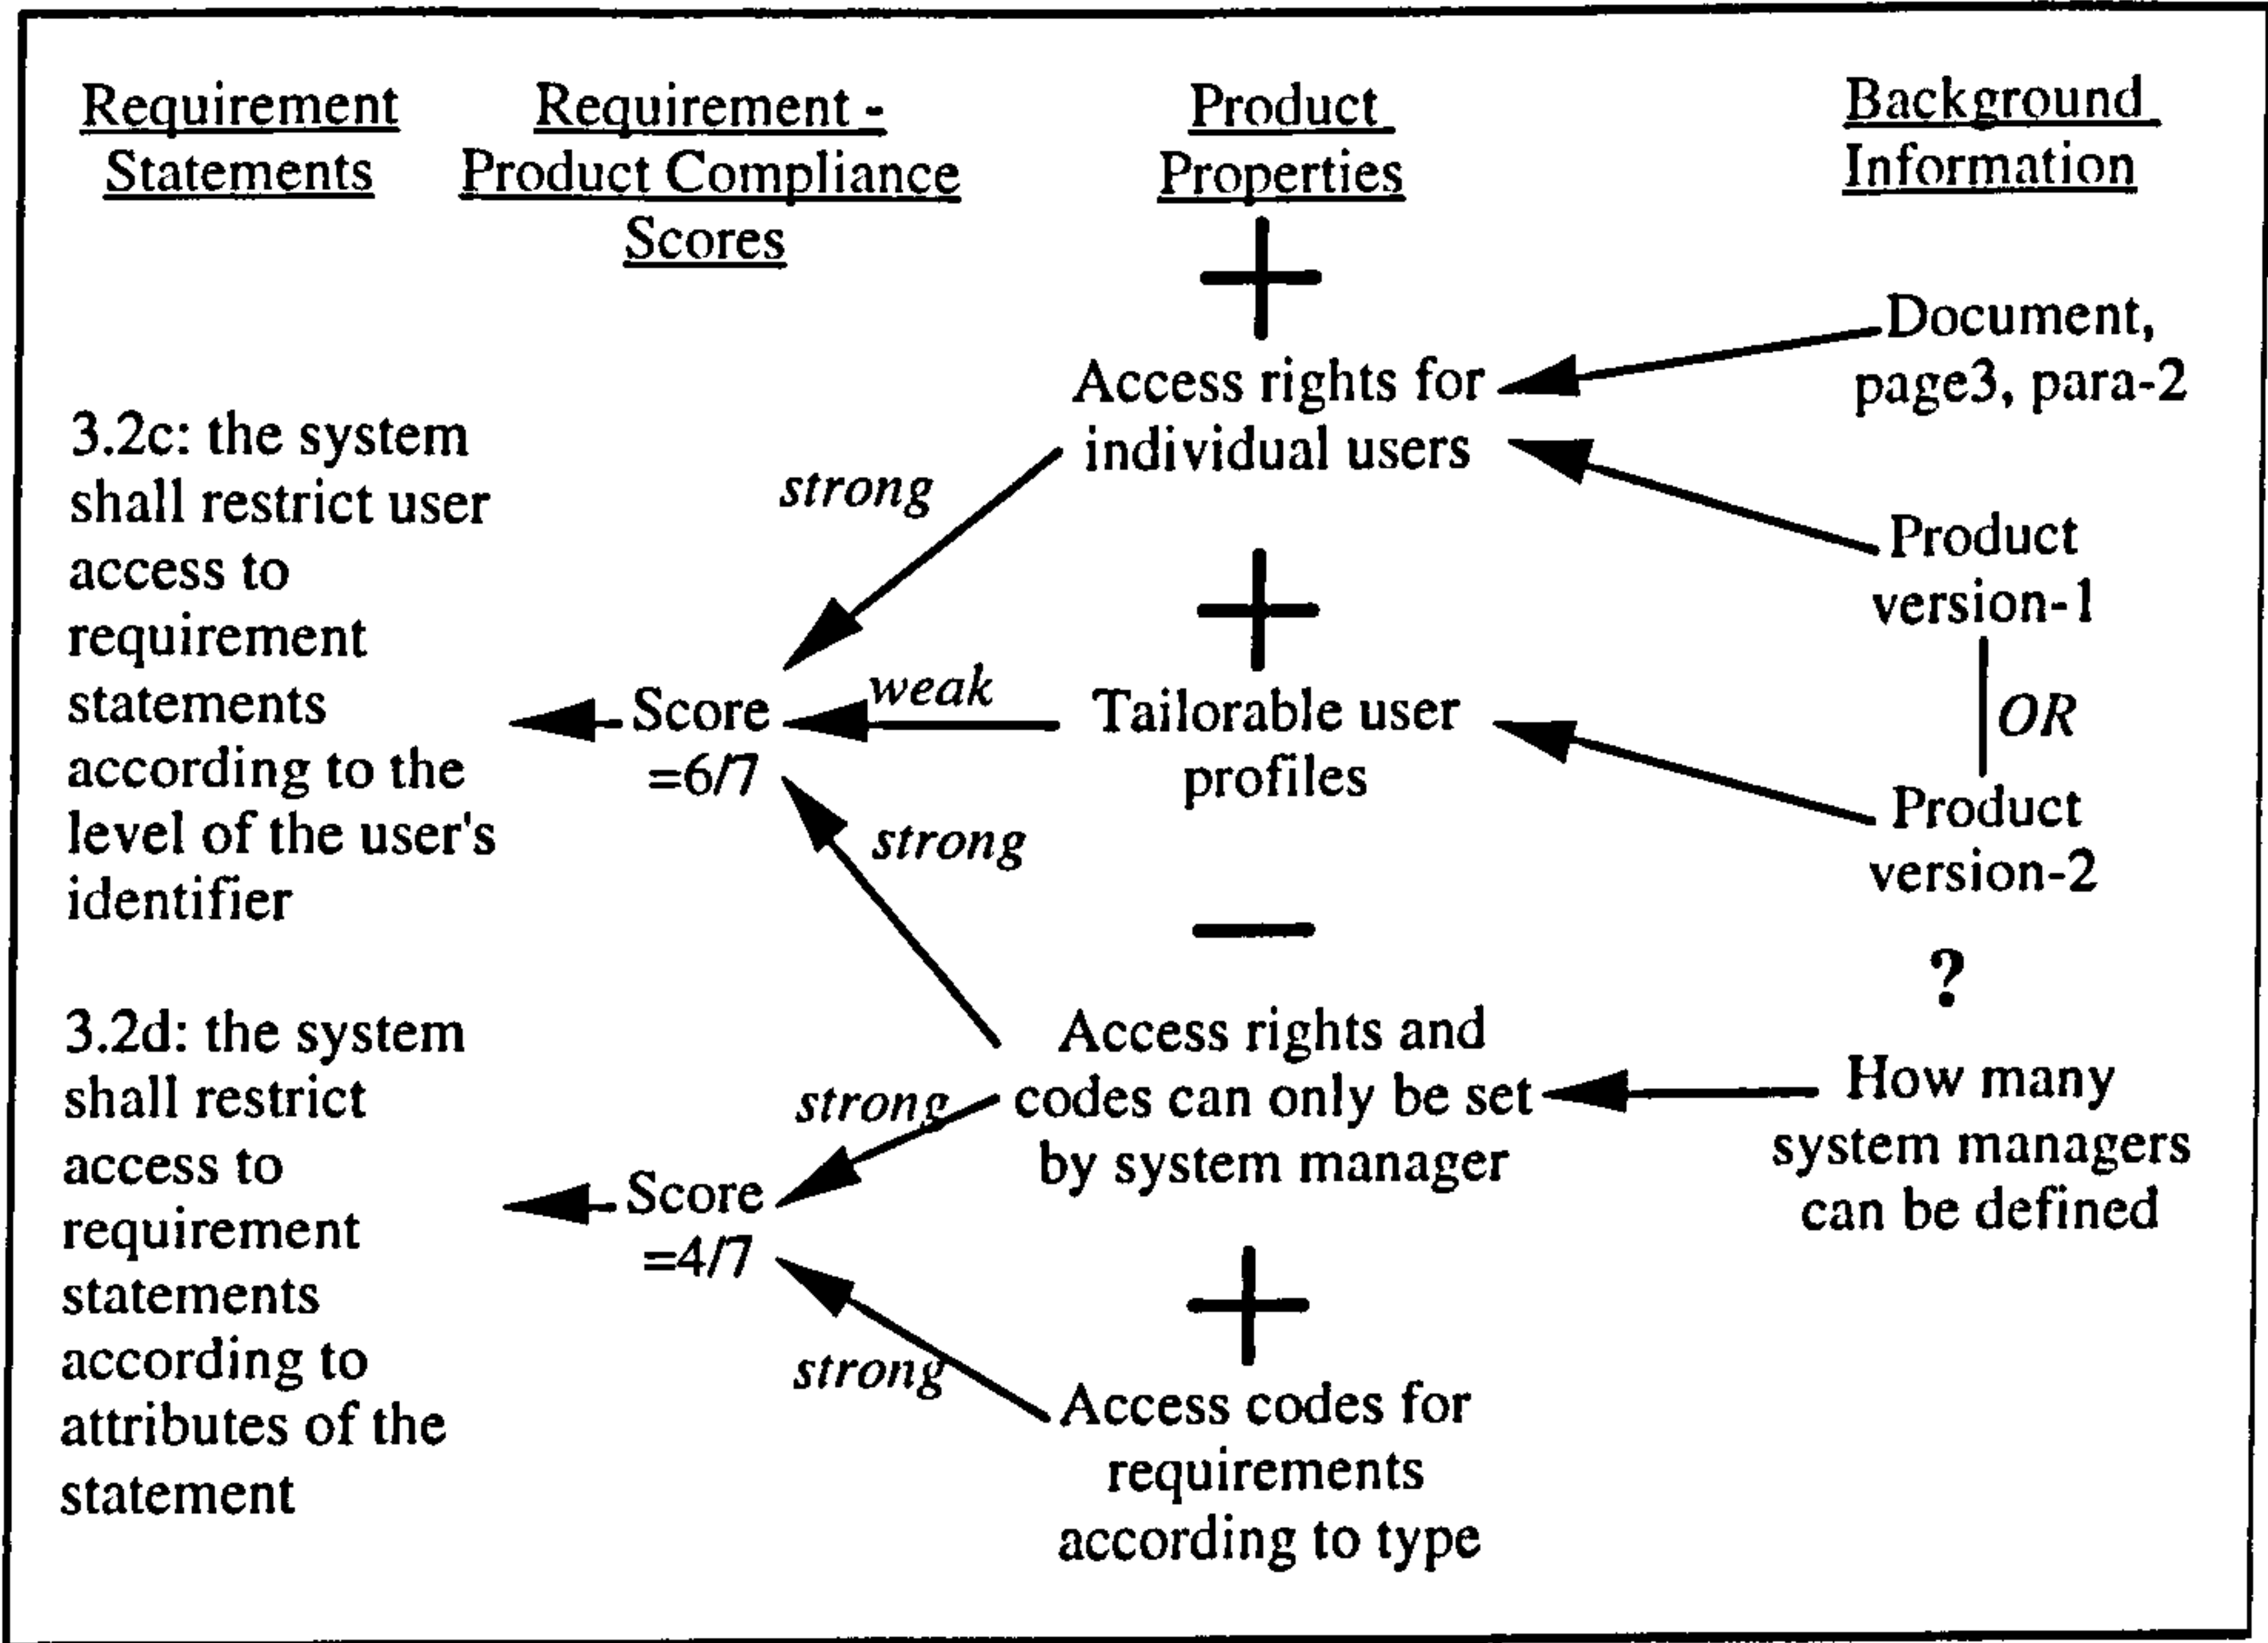 Requirement
Statements
Requirement -
Product Compliance
Scores
Product
Properties
Background
Information
+
Document,
page3, para-2
Access rights for
individual users
3.2c: the system
shall restrict user
access to
requirement
statements
according to the
level of the user's
identifier
strong
Product
version-1
+
weak
Score
=6/7
Tailorable user
profiles
OR
Product
version-2
strong
—
?
3.2d: the system
shall restrict
access to
requirement
statements
according to
attributes of the
statement
strong
Access rights and
codes can only be set
by system manager
How many
system managers
can be defined
Score
=4/7
+
strong
Access codes for
requirements
according to type